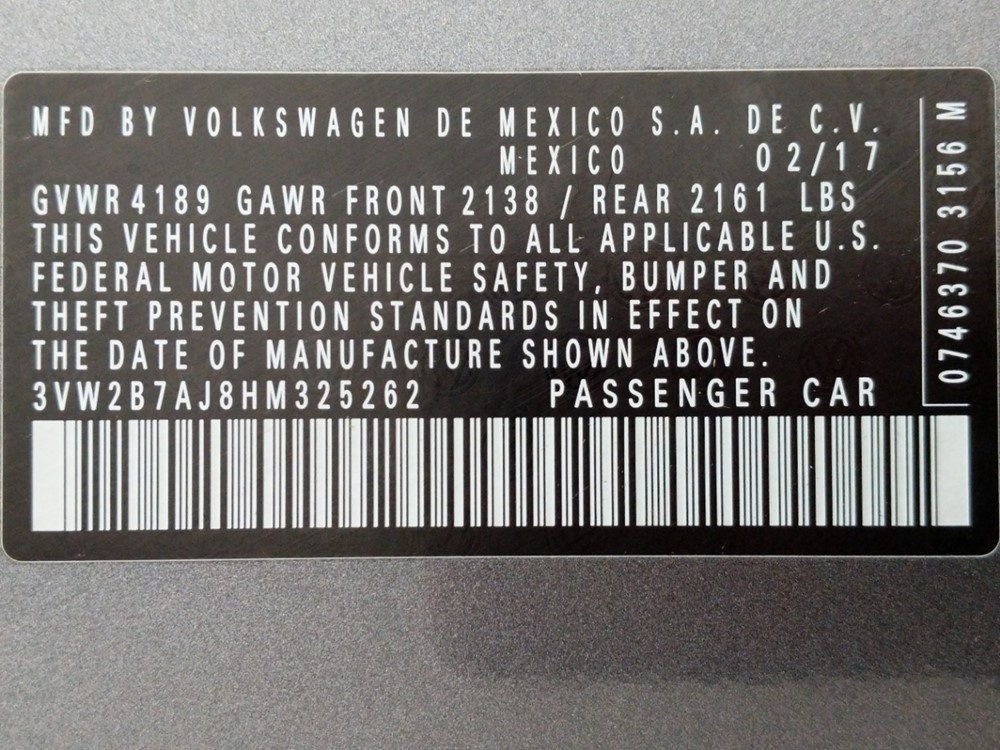 MFD BY VOLKSWAGEN DE MEXICO S.A. DE C.V.
MEXICO 02/17
GVWR 4189 GAWR FRONT 2138 / REAR 2161 LBS
THIS VEHICLE CONFORMS TO ALL APPLICABLE U.S.
FEDERAL MOTOR VEHICLE SAFETY, BUMPER AND
THEFT PREVENTION STANDARDS IN EFFECT ON
THE DATE OF MANUFACTURE SHOWN ABOVE.
3VW2B7AJ8HM325262 PASSENGER CAR
0746370 3156 M